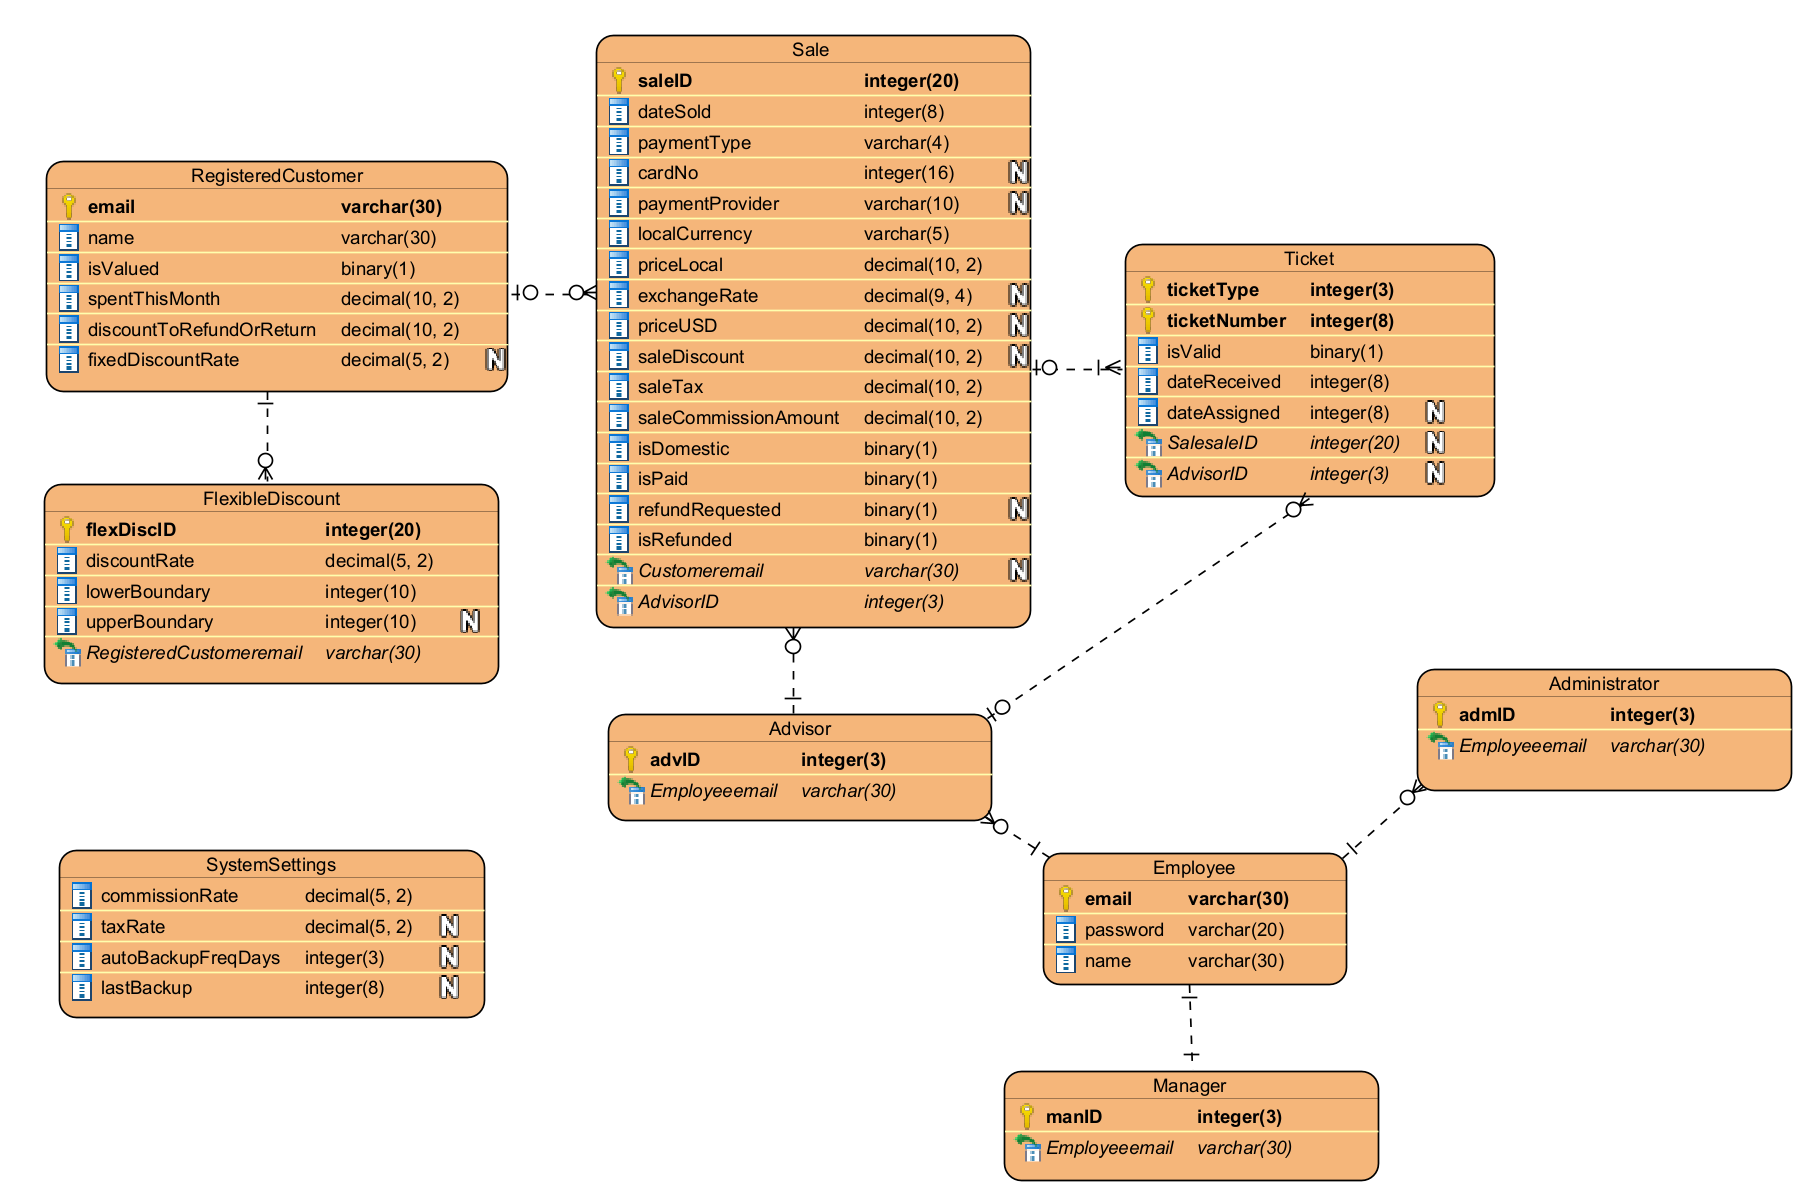 Sale
saleID integer(20)
dateSold integer(8)
paymentType varchar(4)
cardNo integer(16) N
paymentProvider varchar(10) N
localCurrency varchar(5)
priceLocal decimal(10, 2)
exchangeRate decimal(9, 4) N
priceUSD decimal(10, 2) N
saleDiscount decimal(10, 2) N
saleTax decimal(10, 2)
saleCommissionAmount decimal(10, 2)
isDomestic binary(1)
isPaid binary(1)
refundRequested binary(1) N
isRefunded binary(1)
Customeremail varchar(30) N
AdvisorID integer(3)
RegisteredCustomer
email varchar(30)
name varchar(30)
isValued binary(1)
spentThisMonth decimal(10, 2)
discountToRefundOrReturn decimal(10, 2)
fixedDiscountRate decimal(5, 2) N
Ticket
ticketType integer(3)
ticketNumber integer(8)
isValid binary(1)
dateReceived integer(8)
dateAssigned integer(8) N
SalesaleID integer(20) N
AdvisorID integer(3) N
FlexibleDiscount
flexDiscID integer(20)
discountRate decimal(5, 2)
lowerBoundary integer(10)
upperBoundary integer(10) N
RegisteredCustomeremail varchar(30)
Advisor
advID integer(3)
Employeeemail varchar(30)
Administrator
admID integer(3)
Employeeemail varchar(30)
SystemSettings
commissionRate decimal(5, 2)
taxRate decimal(5, 2) N
autoBackupFreqDays integer(3) N
lastBackup integer(8) N
Employee
email varchar(30)
password varchar(20)
name varchar(30)
Manager
manID integer(3)
Employeeemail varchar(30)